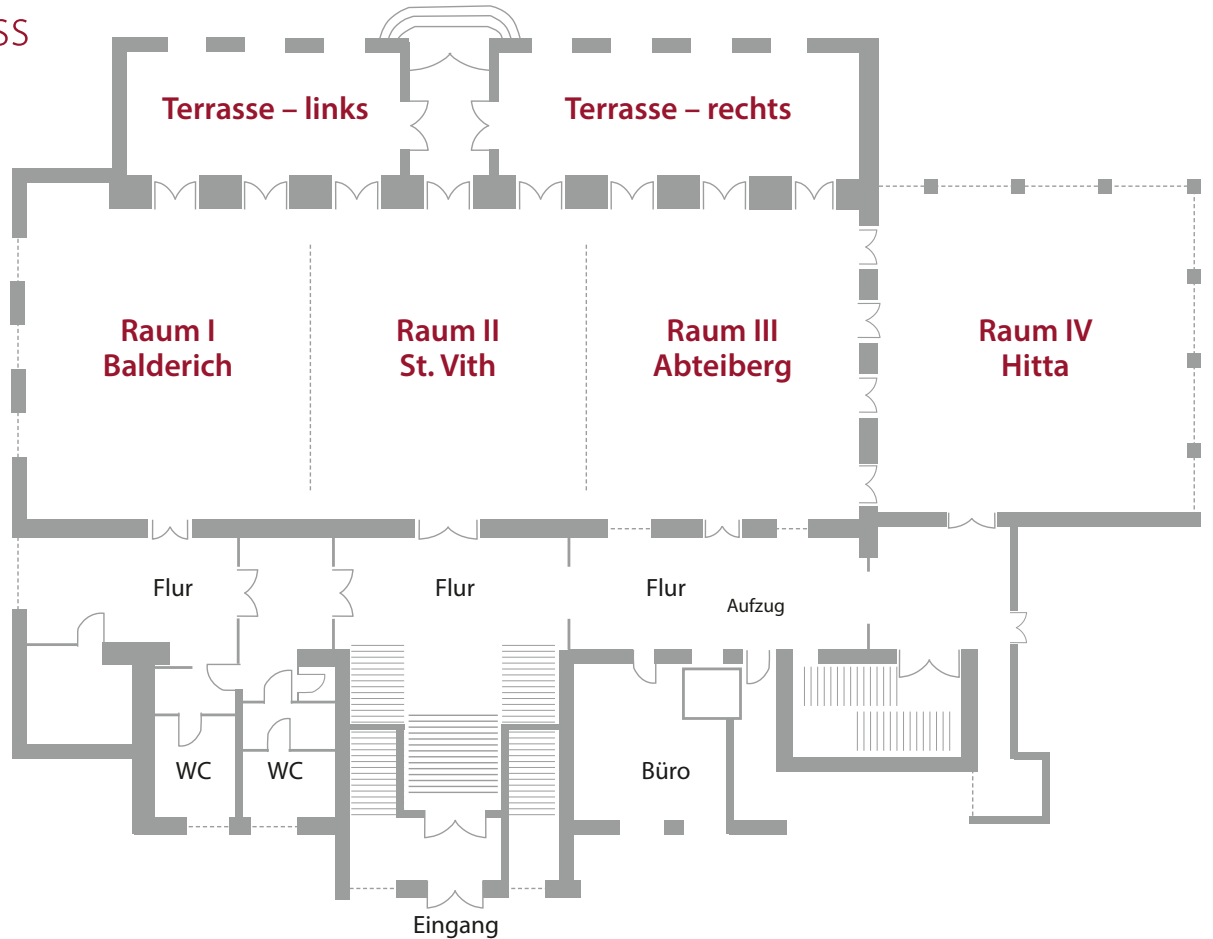 SS
Terrasse – links
Terrasse – rechts
Raum I
Balderich
Raum II
St. Vith
Raum III
Abteiberg
Raum IV
Hitta
Flur
Flur
Flur
Aufzug
WC
WC
Büro
Eingang